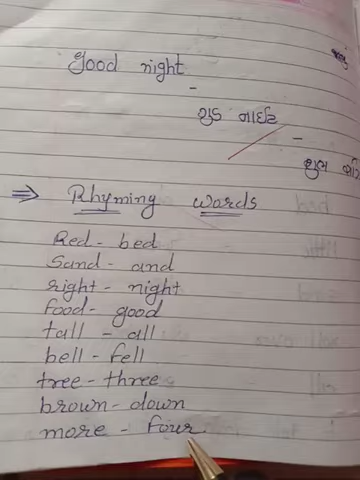 Good night
-
ગુડ નાઈટ
-
શુભ
⇒ Rhyming words
Red - bed
Sand - and
right - night
food - good
tall - all
bell - fell
tree - three
brown - down
more - four